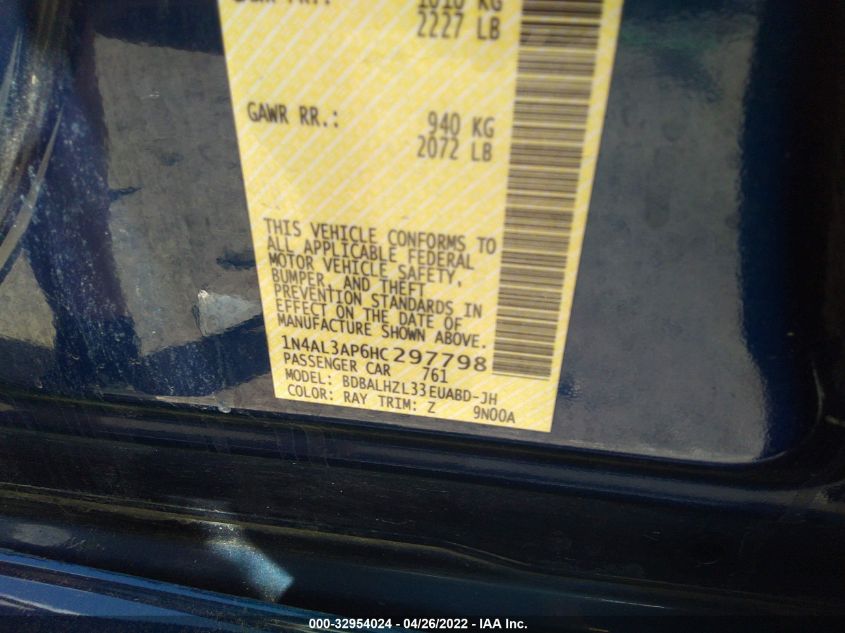 2227 LB
GAWR RR.: 940 KG
2072 LB
THIS VEHICLE CONFORMS TO
ALL APPLICABLE FEDERAL
MOTOR VEHICLE SAFETY,
BUMPER, AND THEFT
PREVENTION STANDARDS IN
EFFECT ON THE DATE OF
MANUFACTURE SHOWN ABOVE.
1N4AL3AP6HC297798
PASSENGER CAR 761
MODEL: BDBALHZL33EUABD-JH
COLOR: RAY TRIM: Z 9N00A
000-32954024 - 04/26/2022 - IAA Inc.